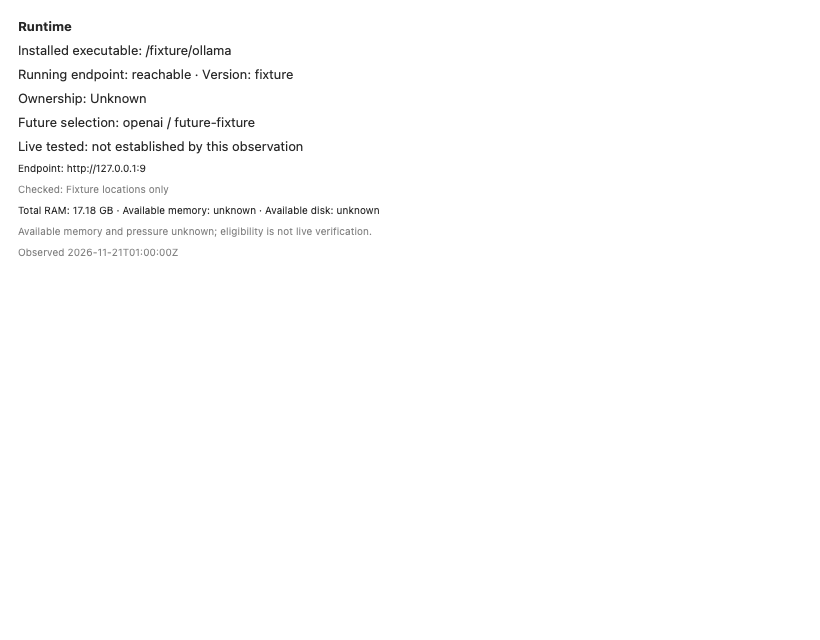 Runtime
Installed executable: /fixture/ollama
Running endpoint: reachable · Version: fixture
Ownership: Unknown
Future selection: openai / future-fixture
Live tested: not established by this observation
Endpoint: http://127.0.0.1:9
Checked: Fixture locations only
Total RAM: 17.18 GB · Available memory: unknown · Available disk: unknown
Available memory and pressure unknown; eligibility is not live verification.
Observed 2026-11-21T01:00:00Z